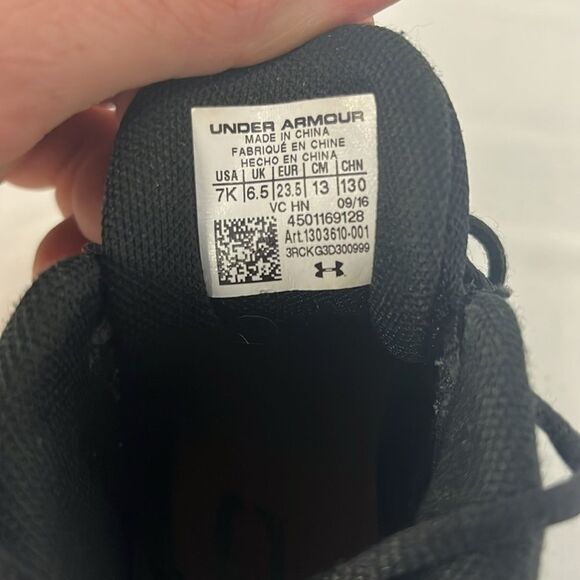 UNDER ARMOUR
MADE IN CHINA
FABRIQUÉ EN CHINE
HECHO EN CHINA
USA UK EUR CM CHN
7K 6.5 23.5 13 130
VC HN 09/16
4501169128
Art.1303610-001
3RCKG3D300999